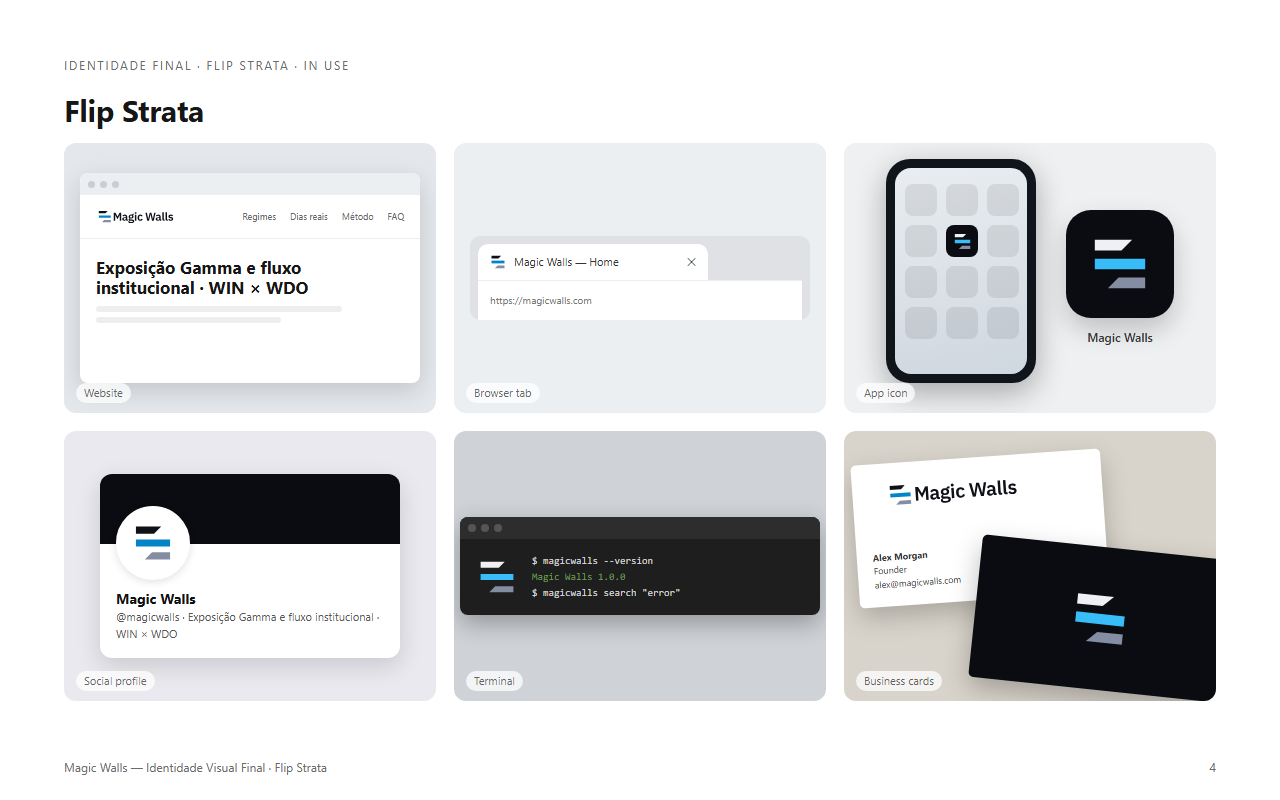 IDENTIDADE FINAL · FLIP STRATA · IN USE
Flip Strata
Magic Walls
Regimes
Dias reais
Método
FAQ
Exposição Gamma e fluxo
institucional · WIN × WDO
Website
Magic Walls — Home
https://magicwalls.com
Browser tab
Magic Walls
App icon
Magic Walls
@magicwalls · Exposição Gamma e fluxo institucional ·
WIN × WDO
Social profile
$ magicwalls --version
Magic Walls 1.0.0
$ magicwalls search "error"
Terminal
Magic Walls
Alex Morgan
Founder
alex@magicwalls.com
Business cards
Magic Walls — Identidade Visual Final · Flip Strata
4